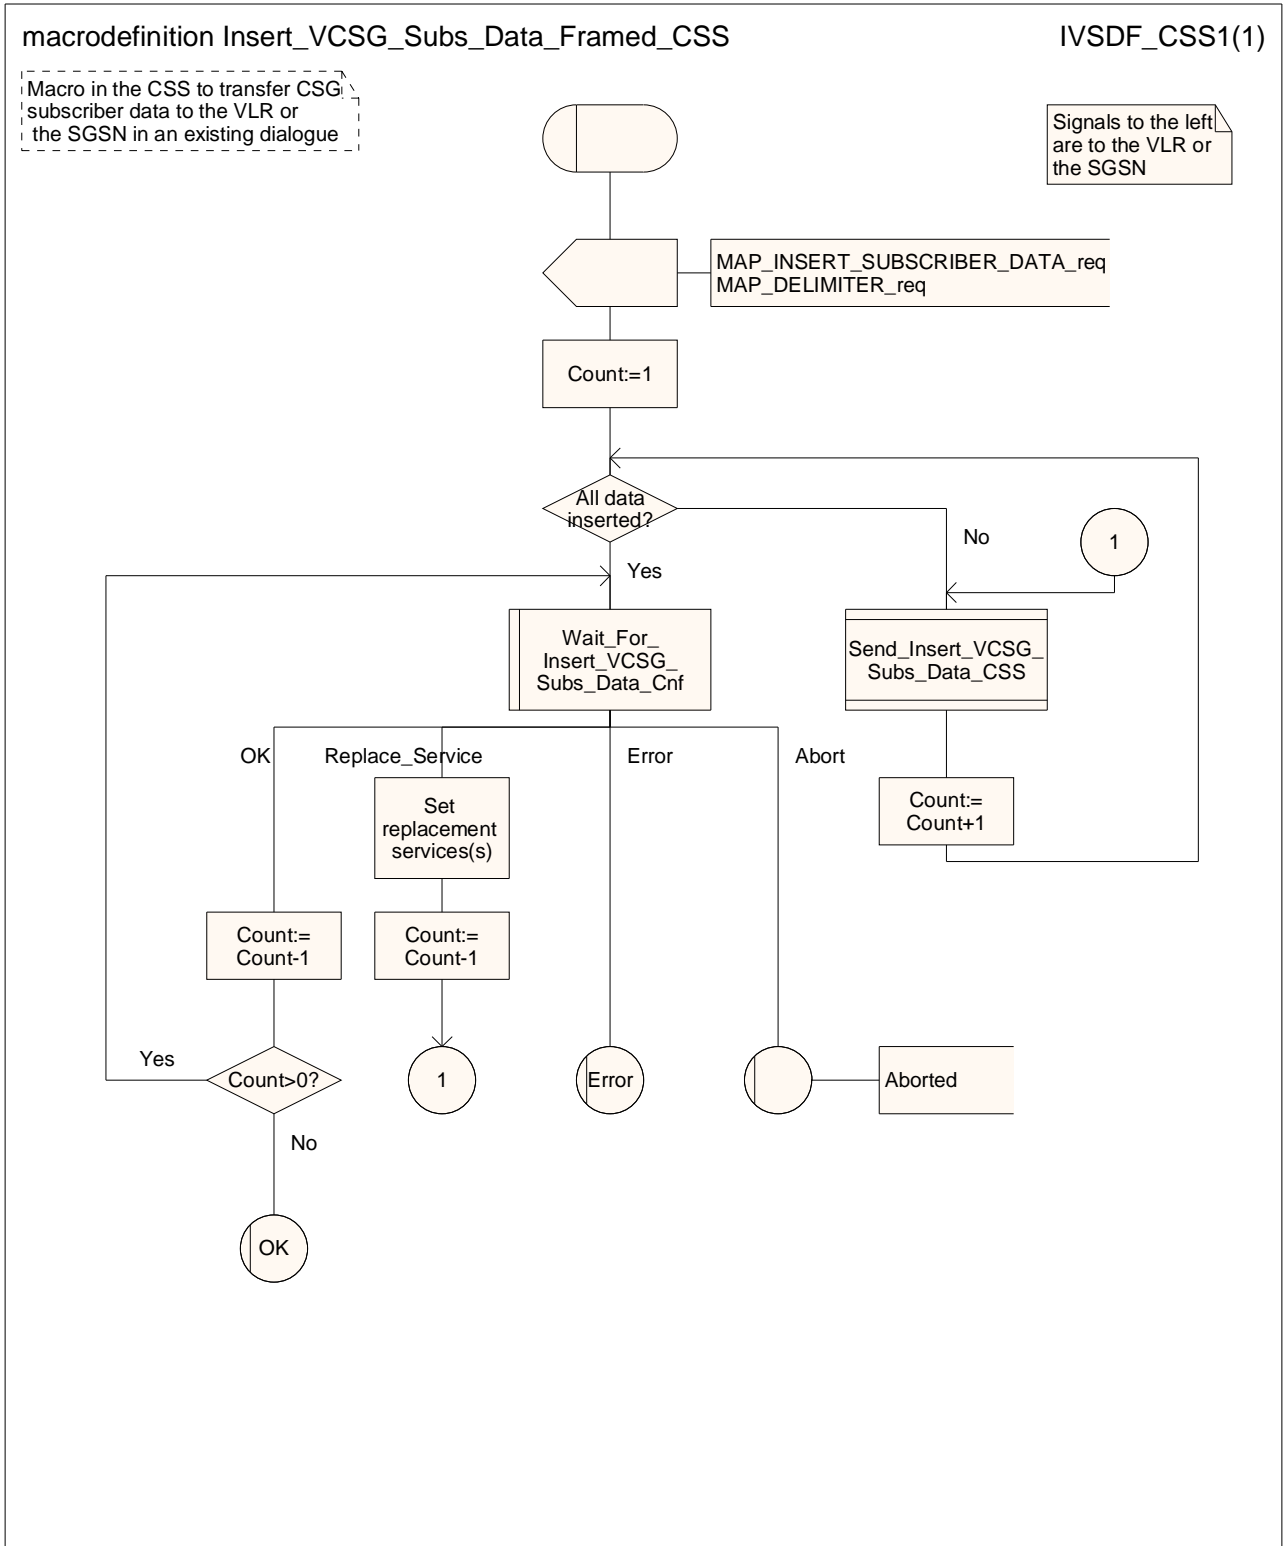 macrodefinition Insert_VCSG_Subs_Data_Framed_CSS
IVSDF_CSS1(1)
Macro in the CSS to transfer CSG
subscriber data to the VLR or
the SGSN in an existing dialogue
Signals to the left
are to the VLR or
the SGSN
MAP_INSERT_SUBSCRIBER_DATA_req
MAP_DELIMITER_req
Count:=1
All data
inserted?
No
1
Yes
Wait_For_
Insert_VCSG_
Subs_Data_Cnf
Send_Insert_VCSG_
Subs_Data_CSS
OK
Replace_Service
Error
Abort
Set
replacement
services(s)
Count:=
Count+1
Count:=
Count-1
Count:=
Count-1
Yes
Count>0?
1
Error
Aborted
No
OK